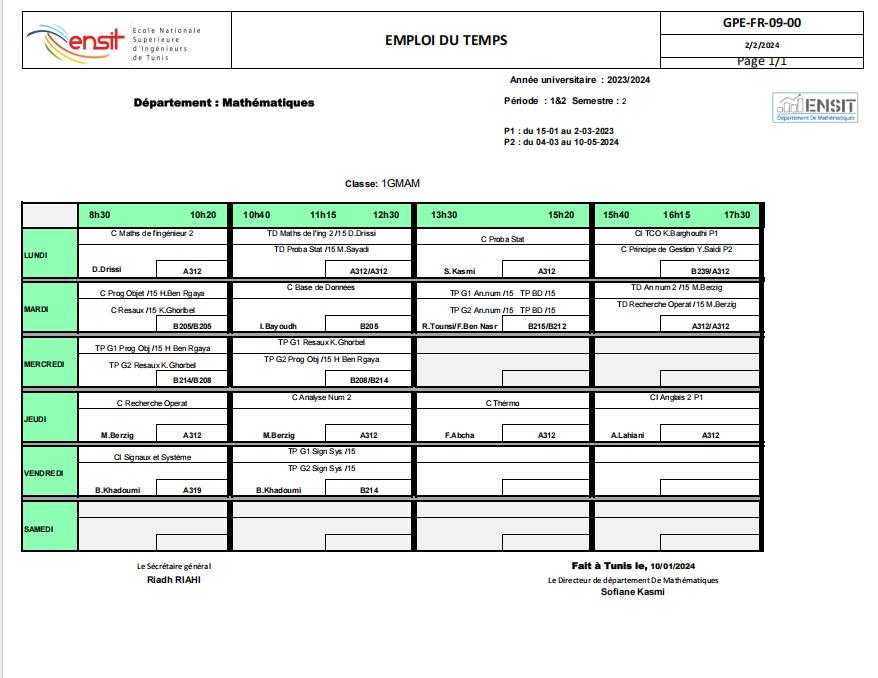 ensit
Ecole Nationale
Supérieure
d'Ingénieurs
de Tunis
EMPLOI DU TEMPS
GPE-FR-09-00
2/2/2024
Page 1/1
Année universitaire : 2023/2024
Département : Mathématiques
Période : 1&2 Semestre : 2
ENSIT
Département De Mathématiques
P1 : du 15-01 au 2-03-2023
P2 : du 04-03 au 10-05-2024
Classe: 1GMAM
8h30 10h20 10h40 11h15 12h30 13h30 15h20 15h40 16h15 17h30
LUNDI
C Maths de l'ingénieur 2
D.Drissi A312
TD Maths de l'ing 2 /15 D.Drissi
TD Proba Stat /15 M.Sayadi
A312/A312
C Proba Stat
S.Kasmi A312
CI TCO K.Barghouthi P1
C Principe de Gestion Y.Saidi P2
B239/A312
MARDI
C Prog Objet /15 H.Ben Rgaya
C Resaux /15 K.Ghorlbel
B205/B205
C Base de Données
I.Bayoudh B205
TP G1 An.num /15 TP BD /15
TP G2 An.num /15 TP BD /15
R.Tounsi/F.Ben Nasr B215/B212
TD An num 2 /15 M.Berzig
TD Recherche Operat /15 M.Berzig
A312/A312
MERCREDI
TP G1 Prog Obj /15 H Ben Rgaya
TP G2 Resaux K.Ghorbel
B214/B208
TP G1 Resaux K.Ghorbel
TP G2 Prog Obj /15 H Ben Rgaya
B208/B214
JEUDI
C Recherche Operat
M.Berzig A312
C Analyse Num 2
M.Berzig A312
C Thérmo
F.Abcha A312
CI Anglais 2 P1
A.Lahiani A312
VENDREDI
CI Signaux et Systéme
B.Khadoumi A319
TP G1 Sign Sys /15
TP G2 Sign Sys /15
B.Khadoumi B214
SAMEDI
Le Sécrétaire général
Riadh RIAHI
Fait à Tunis le, 10/01/2024
Le Directeur de département De Mathématiques
Sofiane Kasmi